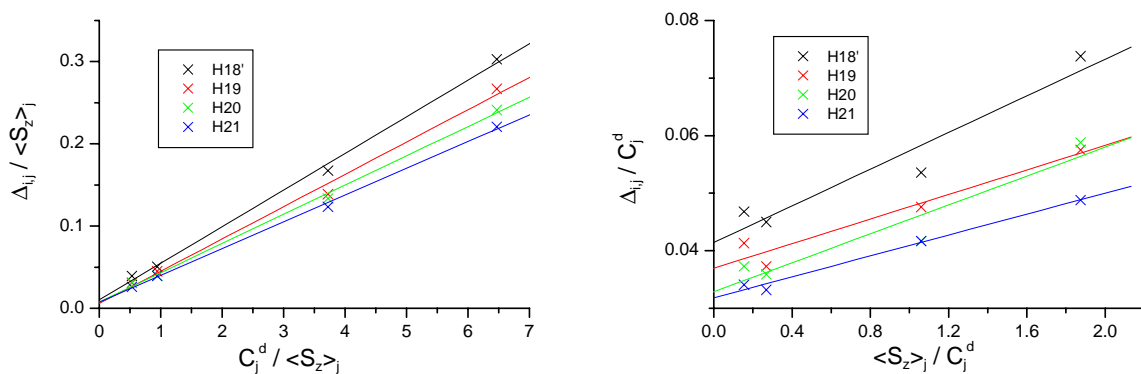 0.3
0.2
0.1
0.0
Δi,j / <Sz>j
H18'
H19
H20
H21
0 1 2 3 4 5 6 7
Cjd / <Sz>j
0.08
0.06
0.04
Δi,j / Cjd
H18'
H19
H20
H21
0.0 0.4 0.8 1.2 1.6 2.0
<Sz>j / Cjd